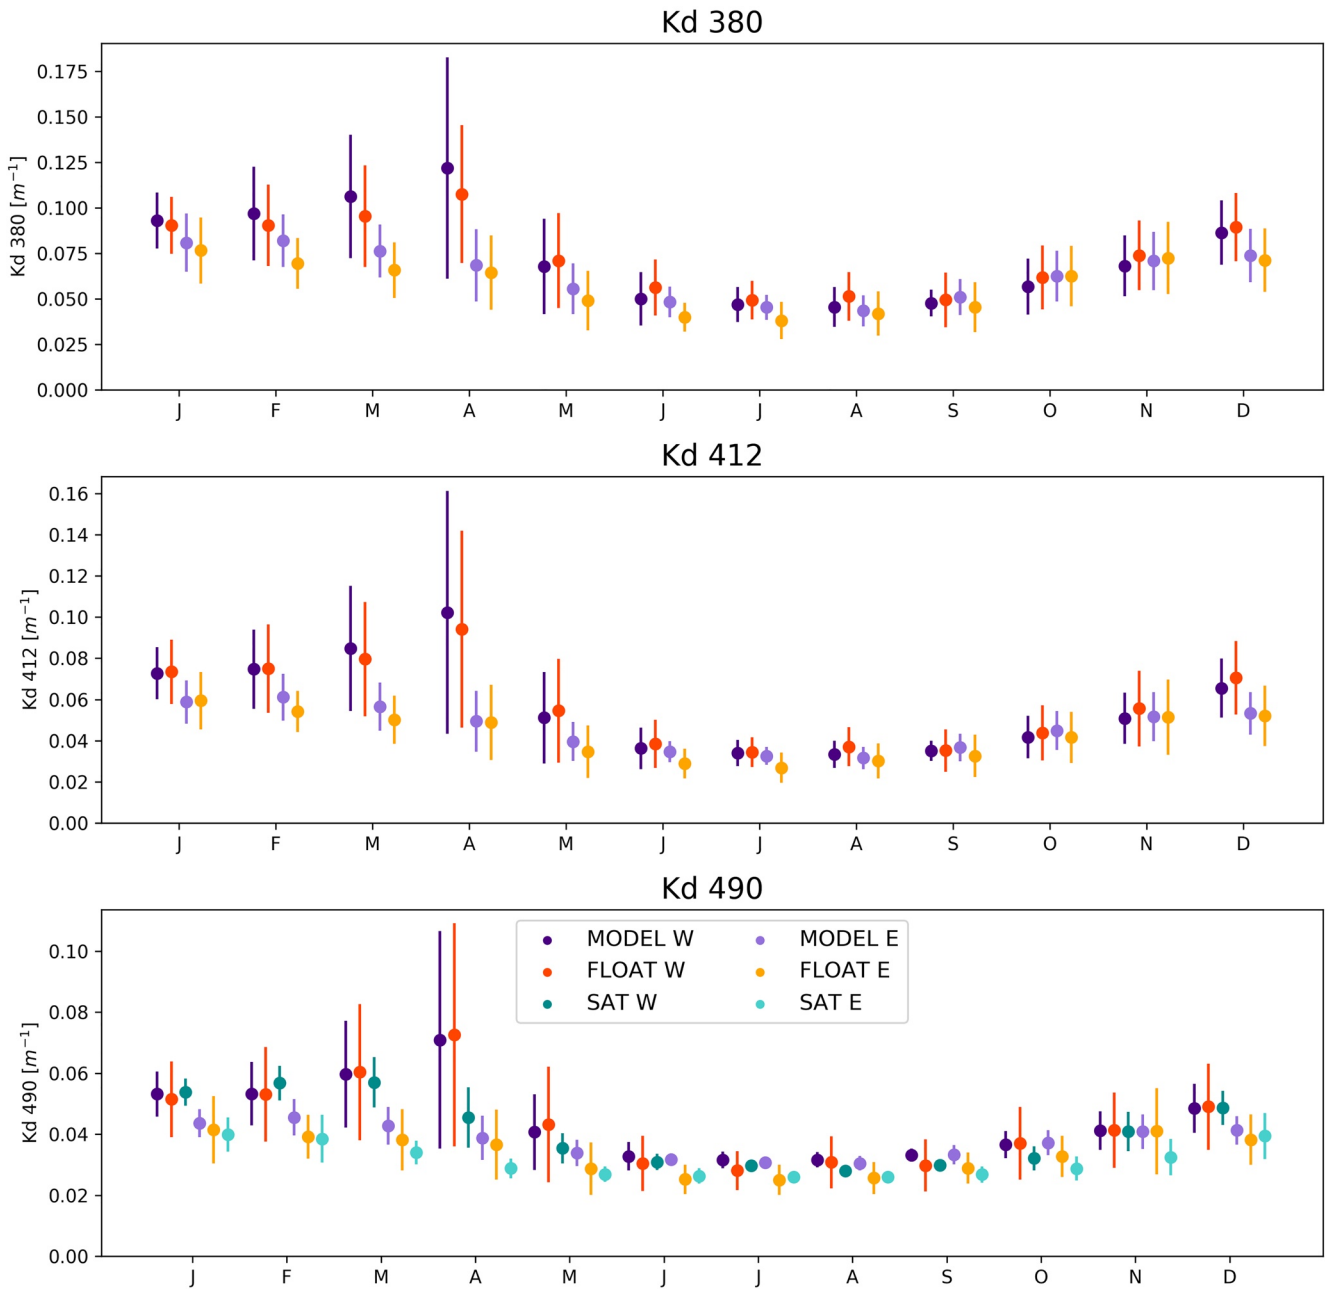 Kd 380
Kd 380 [m⁻¹]
0.175
0.150
0.125
0.100
0.075
0.050
0.025
0.000
J F M A M J J A S O N D
Kd 412
Kd 412 [m⁻¹]
0.16
0.14
0.12
0.10
0.08
0.06
0.04
0.02
0.00
J F M A M J J A S O N D
Kd 490
Kd 490 [m⁻¹]
0.10
0.08
0.06
0.04
0.02
0.00
MODEL W MODEL E
FLOAT W FLOAT E
SAT W SAT E
J F M A M J J A S O N D